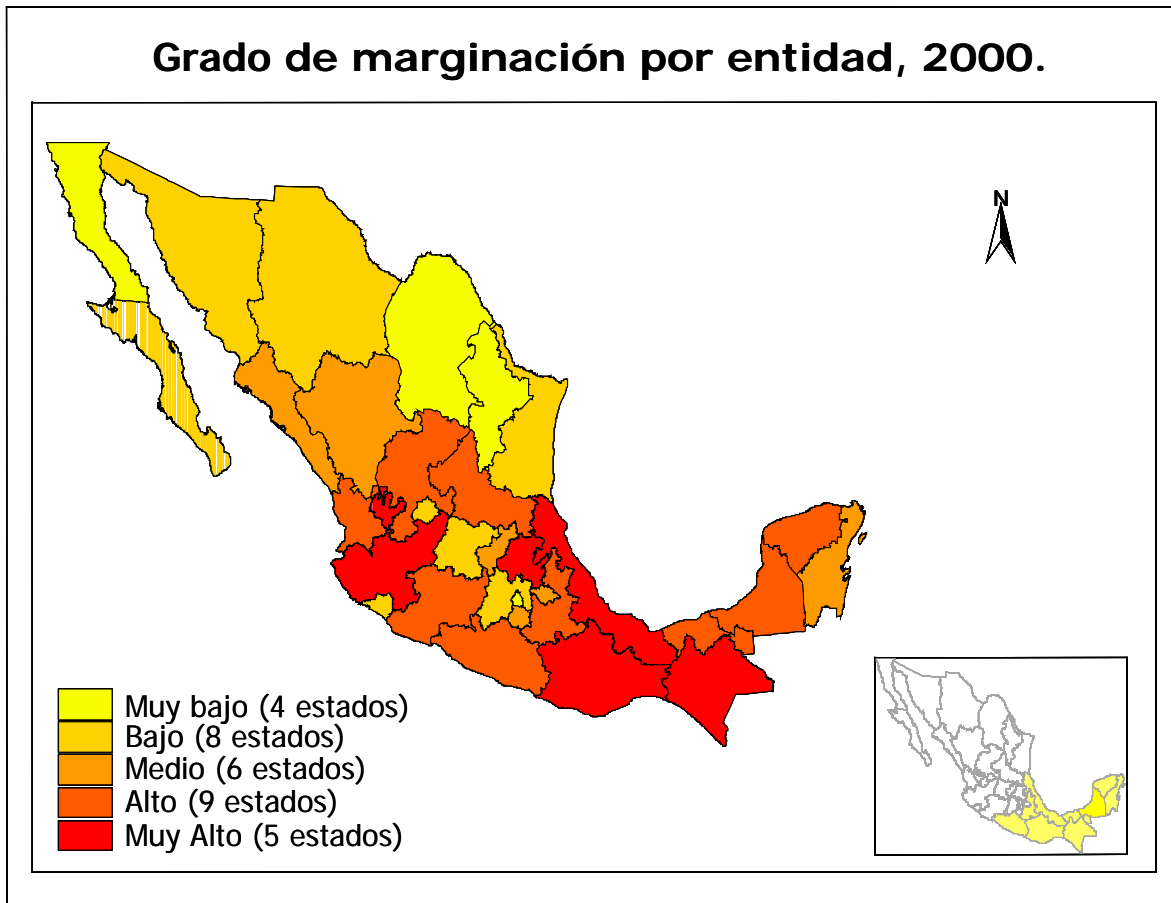 Grado de marginación por entidad, 2000.
N
Muy bajo (4 estados)
Bajo (8 estados)
Medio (6 estados)
Alto (9 estados)
Muy Alto (5 estados)